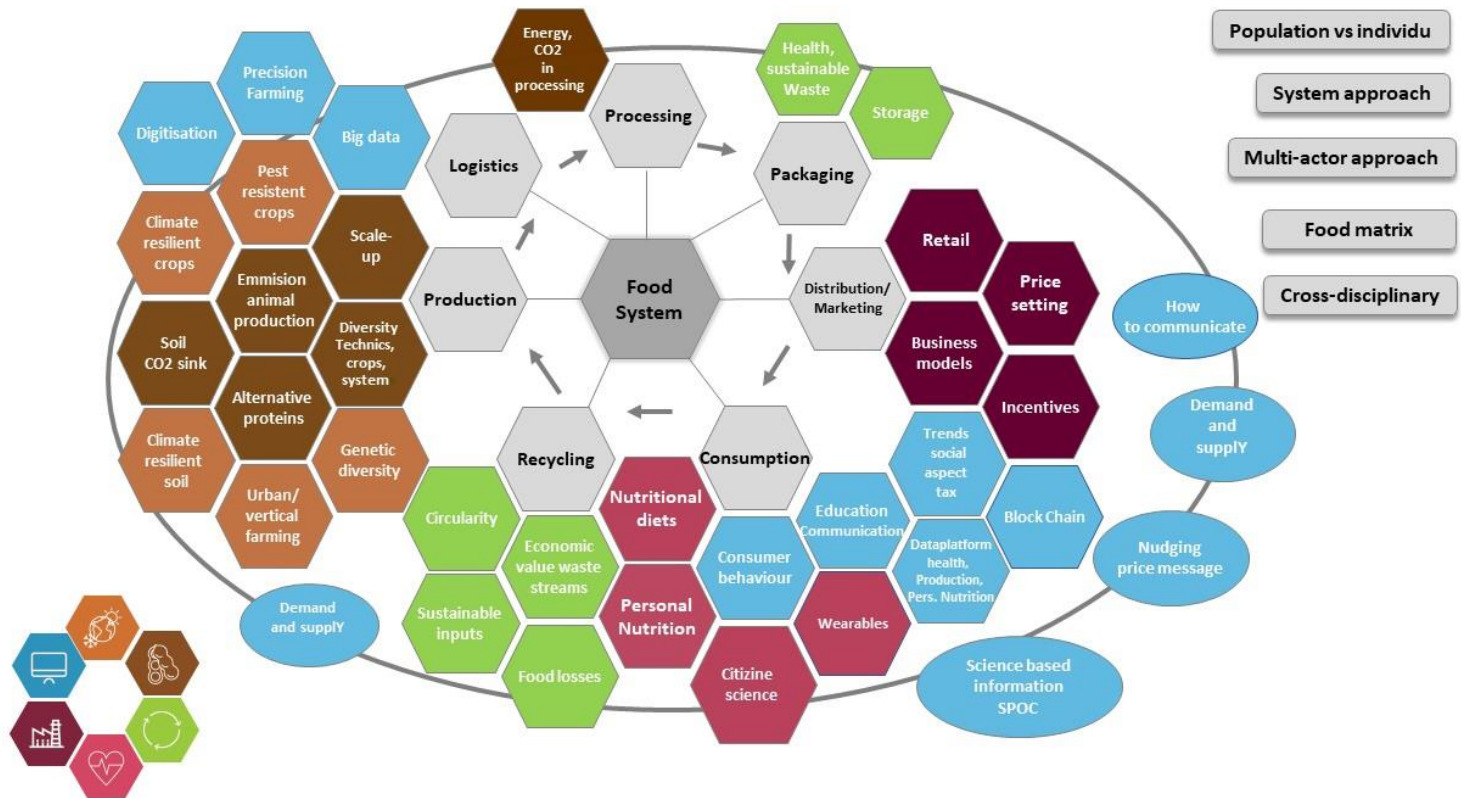 Energy,
CO2
in
processing
Health,
sustainable
Waste
Storage
Precision
Farming
Digitisation
Big data
Processing
Logistics
Packaging
Pest
resistent
crops
Climate
resilient
crops
Scale-
up
Emmision
animal
production
Production
Food
System
Distribution/
Marketing
Retail
Price
setting
Business
models
Incentives
Soil
CO2 sink
Diversity
Technics,
crops,
system
Alternative
proteins
Climate
resilient
soil
Genetic
diversity
Urban/
vertical
farming
Recycling
Consumption
Nutritional
diets
Circularity
Economic
value waste
streams
Sustainable
inputs
Food losses
Personal
Nutrition
Consumer
behaviour
Education
Communication
Trends
social
aspect
tax
Block Chain
Dataplatform
health,
Production,
Pers. Nutrition
Wearables
Citizine
science
Demand
and supplY
How
to communicate
Demand
and
supplY
Nudging
price message
Science based
information
SPOC
Population vs individu
System approach
Multi-actor approach
Food matrix
Cross-disciplinary